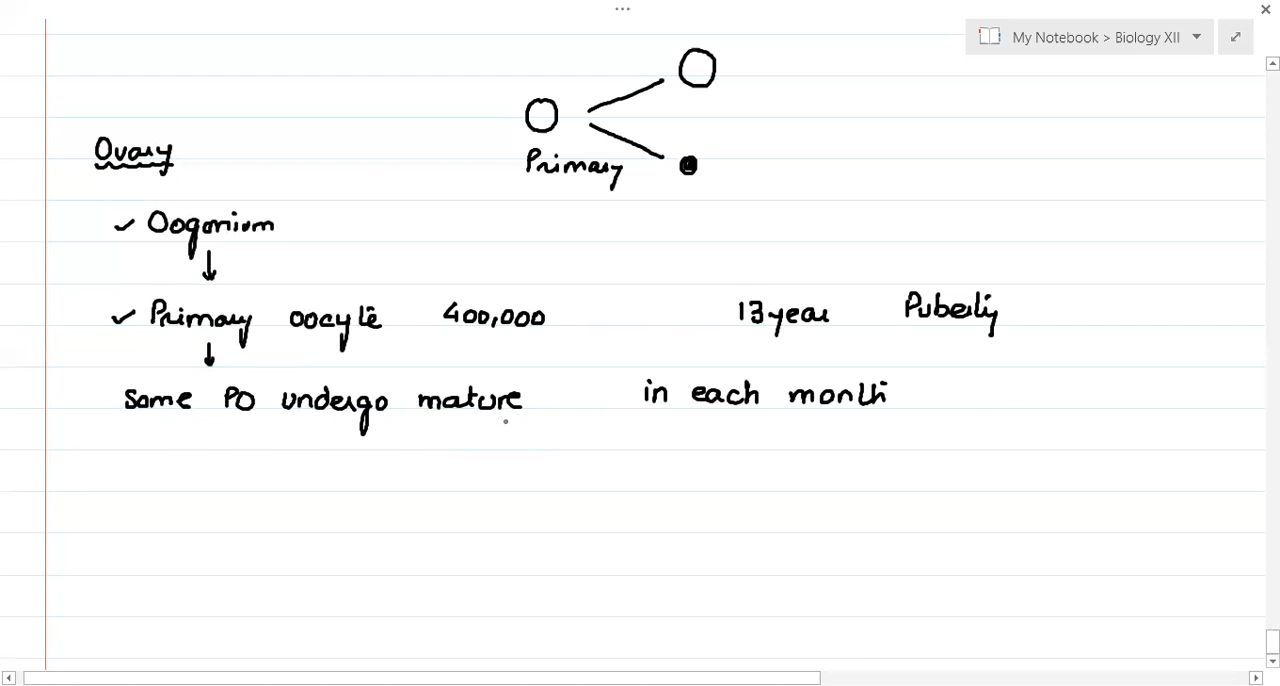 My Notebook > Biology XII
Primary
Ovary
✓ Oogonium
↓
✓ Primary oocyte 400,000 13 year Puberty
↓
Some PO undergo mature in each month